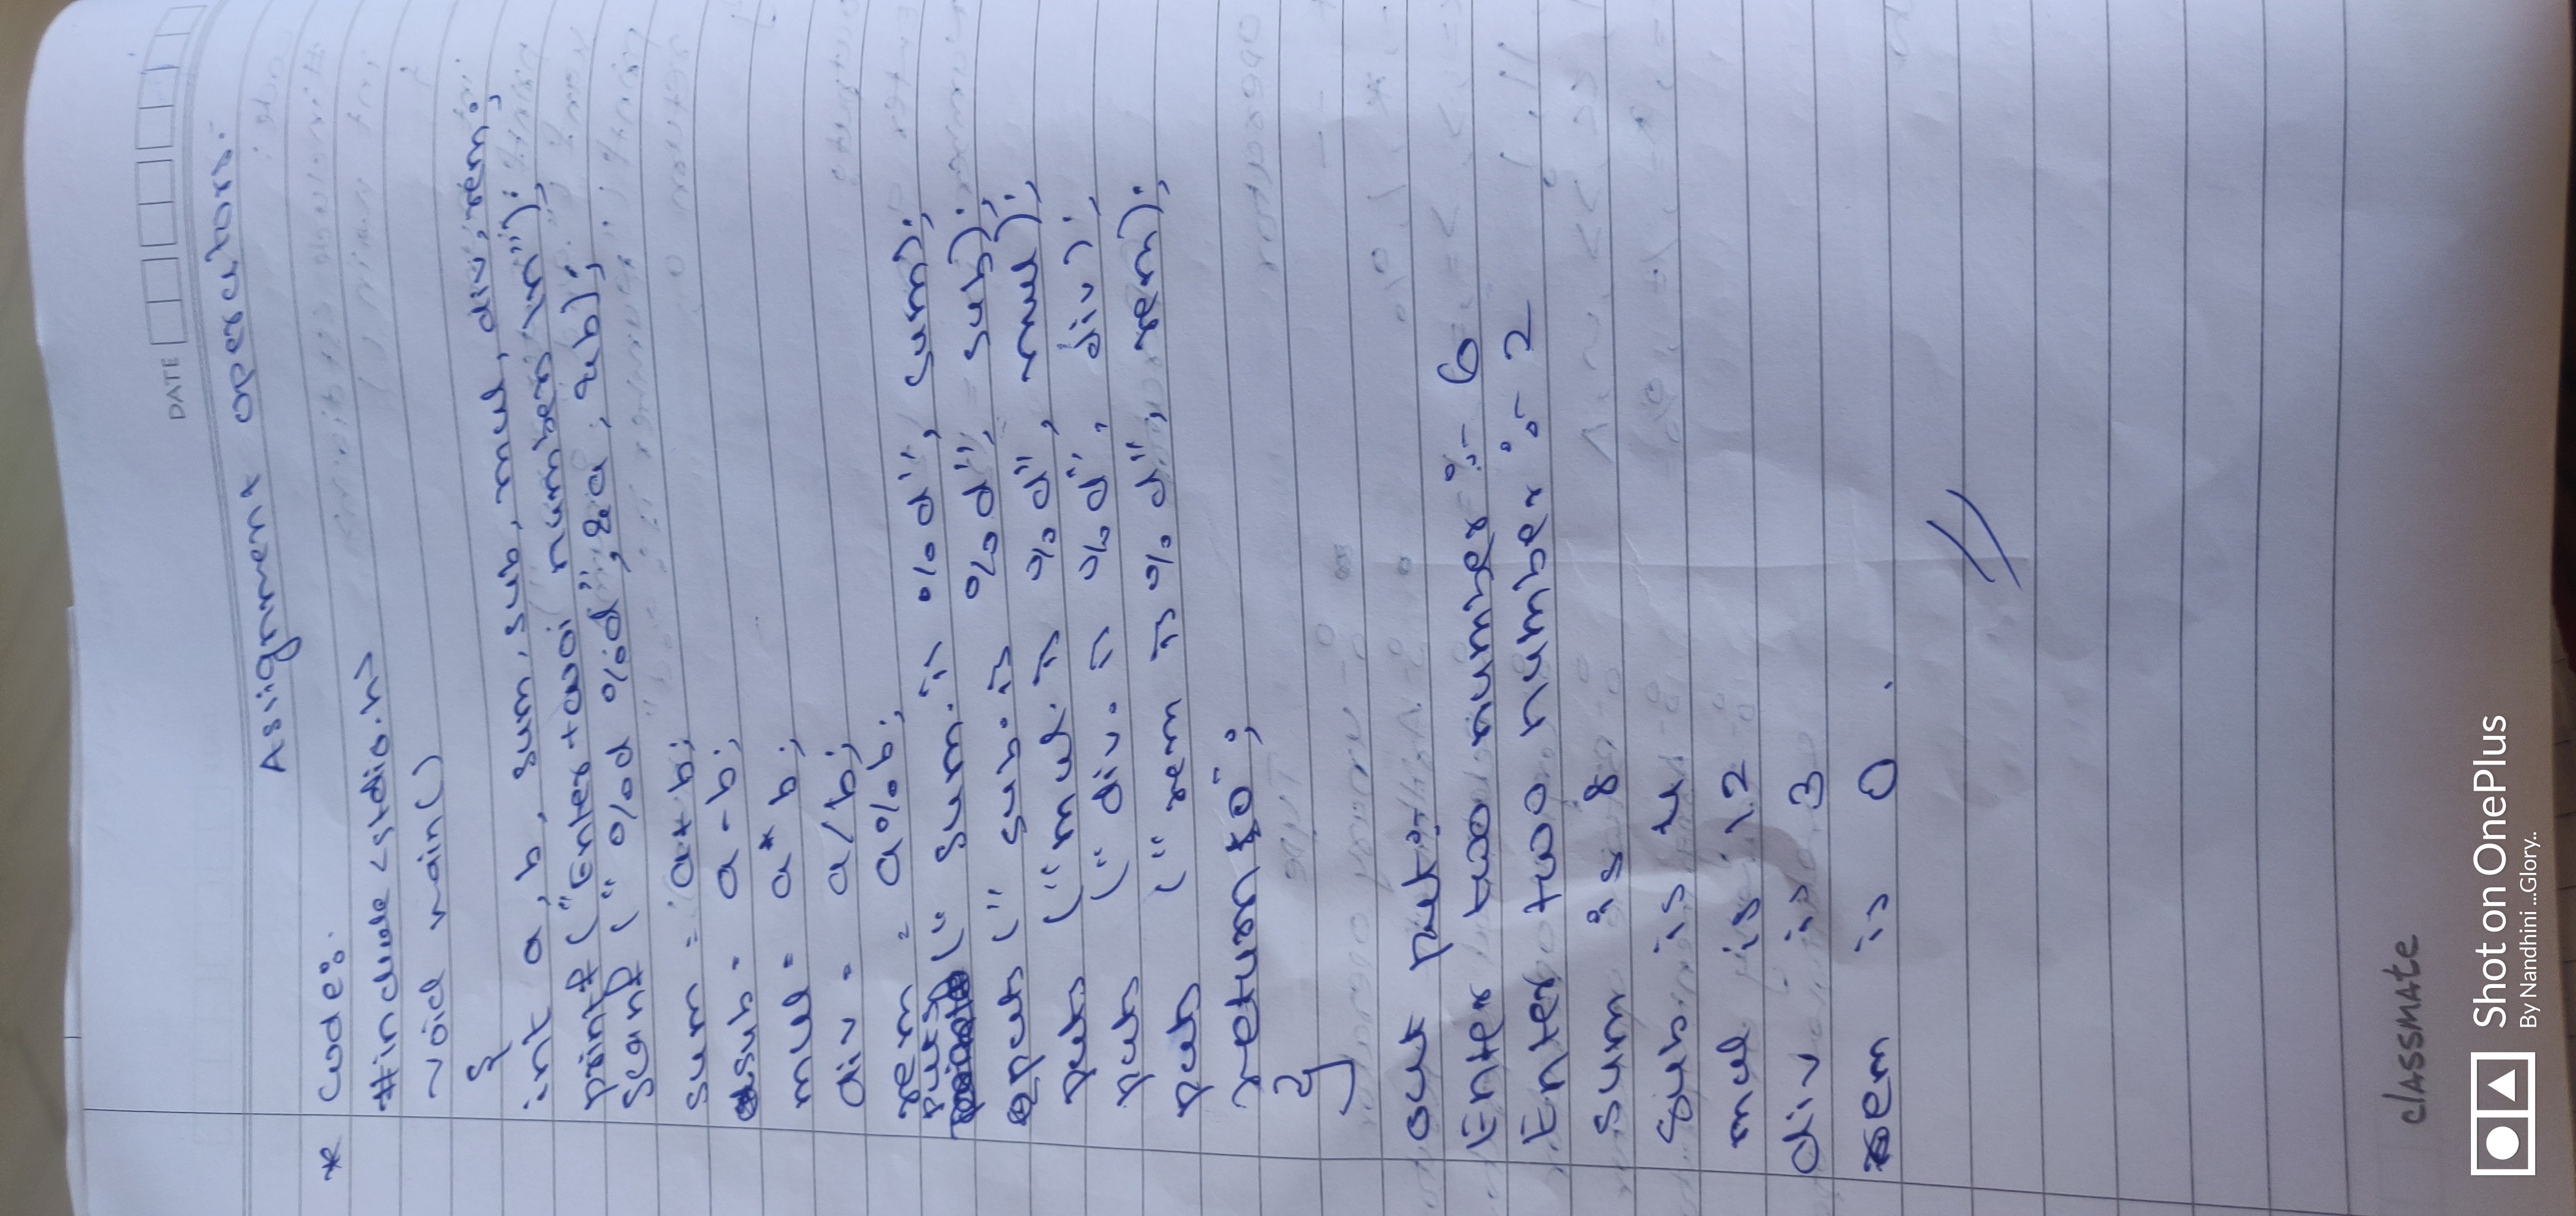 DATE
Assignment operators.
* Code:.
#include <stdio.h>
void main()
{
int a, b, sum, sub, mul, div, rem;
printf ("Enter two numbers \n");
scanf (" %d %d", &a, &b);
sum = a+b;
sub = a-b;
mul = a*b;
div = a/b;
rem = a%b;
puts (" sum. is %d", sum);
puts (" sub. is %d", sub);
puts ("mul. is %d", mul);
puts (" div. is %d", div);
puts (" rem is %d", rem);
return 0;
}
out put:-
Enter two number :- 6
Enter two number :- 2
sum is 8
sub is 4
mul is 12
div is 3
rem is 0.
classmate
Shot on OnePlus
By Nandhini ...Glory..